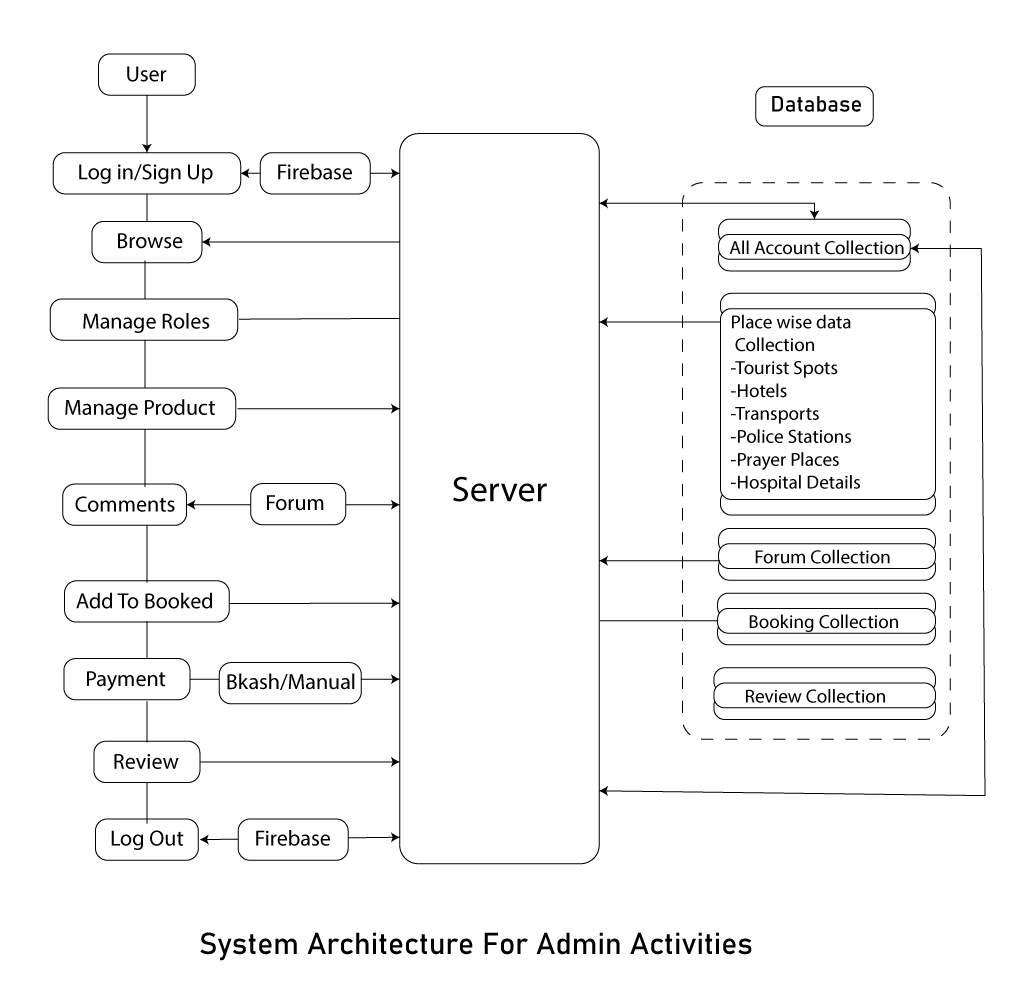 User
Database
Log in/Sign Up
Firebase
Browse
All Account Collection
Manage Roles
Place wise data
Collection
-Tourist Spots
-Hotels
-Transports
-Police Stations
-Prayer Places
-Hospital Details
Manage Product
Server
Comments
Forum
Forum Collection
Add To Booked
Booking Collection
Payment
Bkash/Manual
Review Collection
Review
Log Out
Firebase
System Architecture For Admin Activities